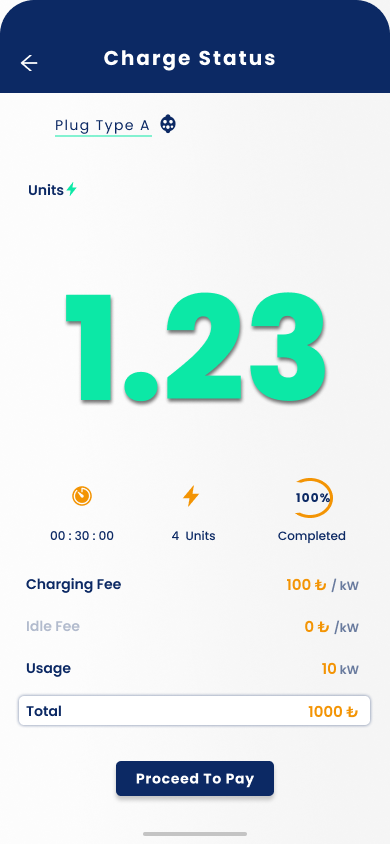 Charge Status
Plug Type A
Units
1.23
100%
00 : 30 : 00
4 Units
Completed
Charging Fee 100 ₺ / kW
Idle Fee 0 ₺ /kW
Usage 10 kW
Total 1000 ₺
Proceed To Pay